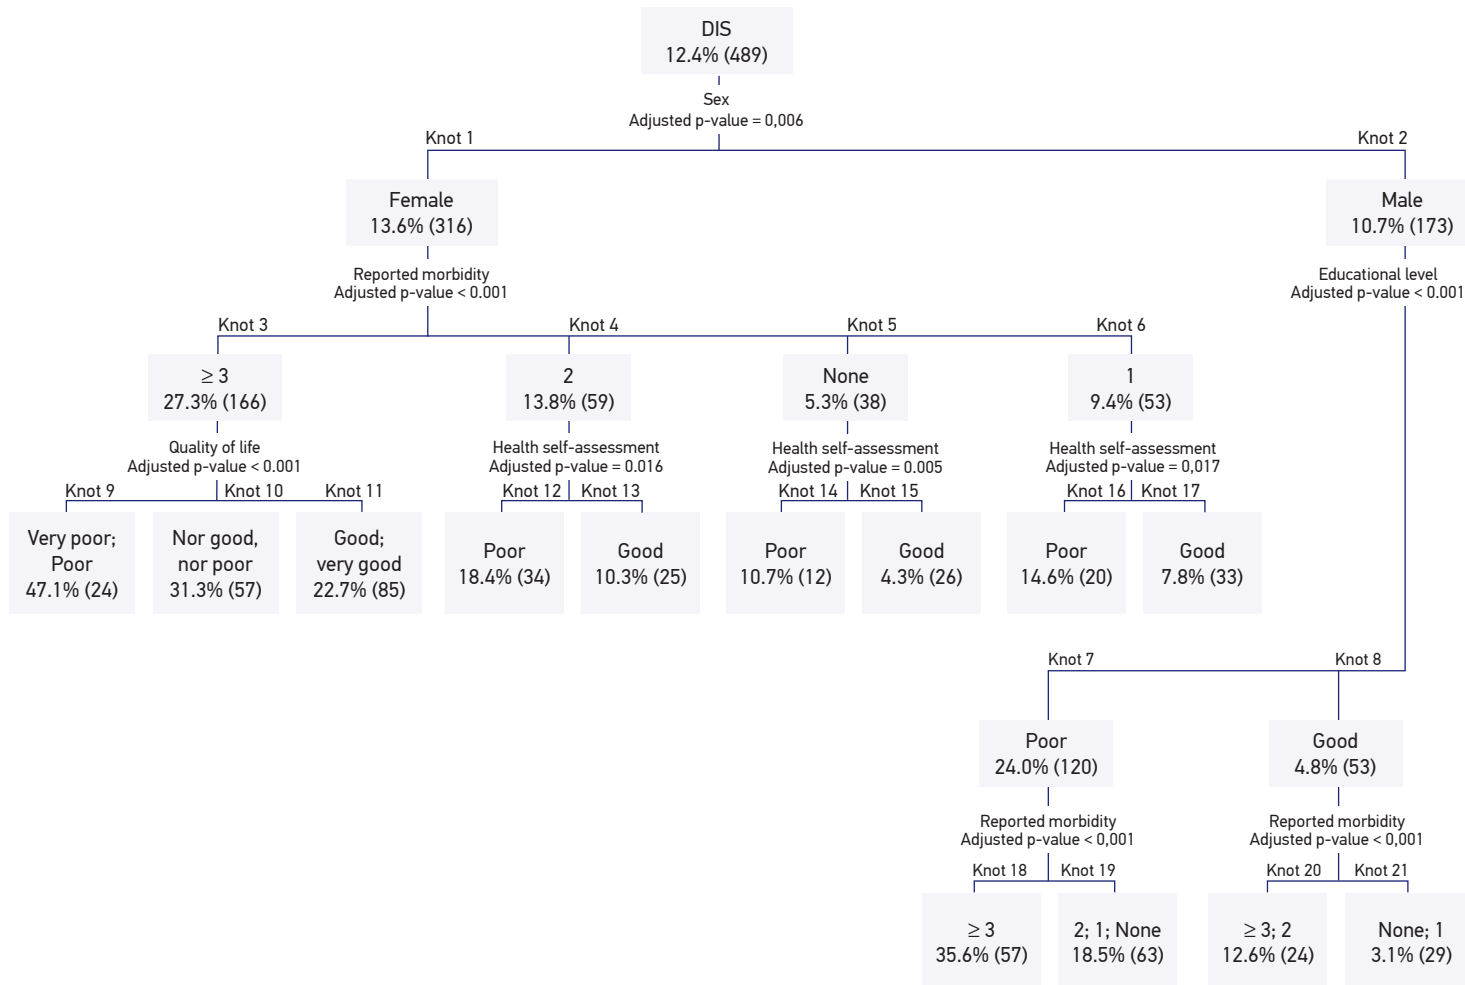 DIS
12.4% (489)
Sex
Adjusted p-value = 0,006
Knot 1
Knot 2
Female
13.6% (316)
Male
10.7% (173)
Reported morbidity
Adjusted p-value < 0.001
Educational level
Adjusted p-value < 0.001
Knot 3
Knot 4
Knot 5
Knot 6
≥ 3
27.3% (166)
2
13.8% (59)
None
5.3% (38)
1
9.4% (53)
Quality of life
Adjusted p-value < 0.001
Health self-assessment
Adjusted p-value = 0.016
Health self-assessment
Adjusted p-value = 0.005
Health self-assessment
Adjusted p-value = 0,017
Knot 9
Knot 10
Knot 11
Knot 12
Knot 13
Knot 14
Knot 15
Knot 16
Knot 17
Very poor;
Poor
47.1% (24)
Nor good,
nor poor
31.3% (57)
Good;
very good
22.7% (85)
Poor
18.4% (34)
Good
10.3% (25)
Poor
10.7% (12)
Good
4.3% (26)
Poor
14.6% (20)
Good
7.8% (33)
Knot 7
Knot 8
Poor
24.0% (120)
Good
4.8% (53)
Reported morbidity
Adjusted p-value < 0,001
Reported morbidity
Adjusted p-value < 0,001
Knot 18
Knot 19
Knot 20
Knot 21
≥ 3
35.6% (57)
2; 1; None
18.5% (63)
≥ 3; 2
12.6% (24)
None; 1
3.1% (29)